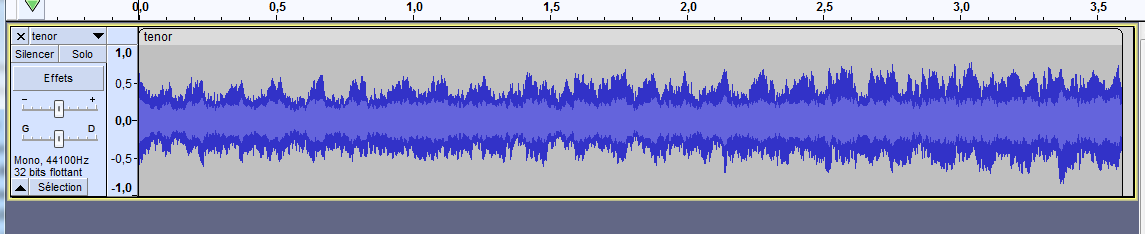 0,0 0,5 1,0 1,5 2,0 2,5 3,0 3,5
tenor
tenor
Silencer Solo
Effets
- +
G D
Mono, 44100Hz
32 bits flottant
Sélection
1,0
0,5
0,0
-0,5
-1,0